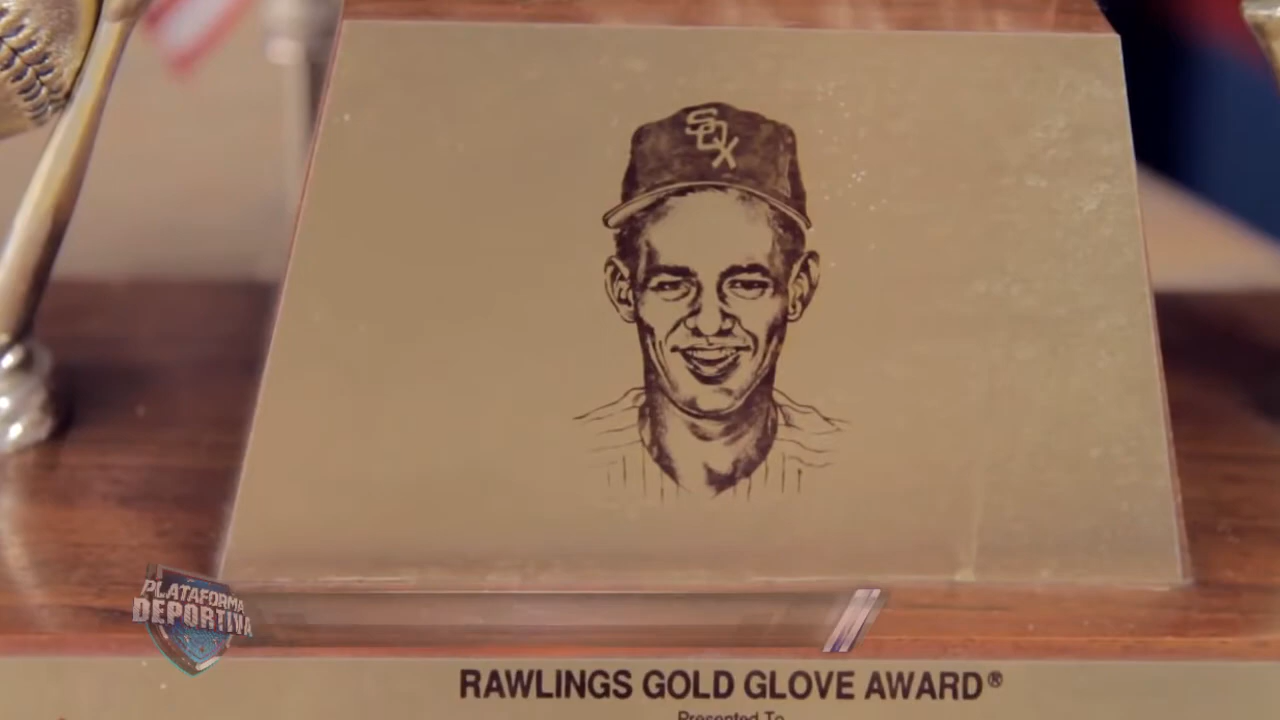 SOX
PLATAFORMA
DEPORTIVA
RAWLINGS GOLD GLOVE AWARD®
Presented To